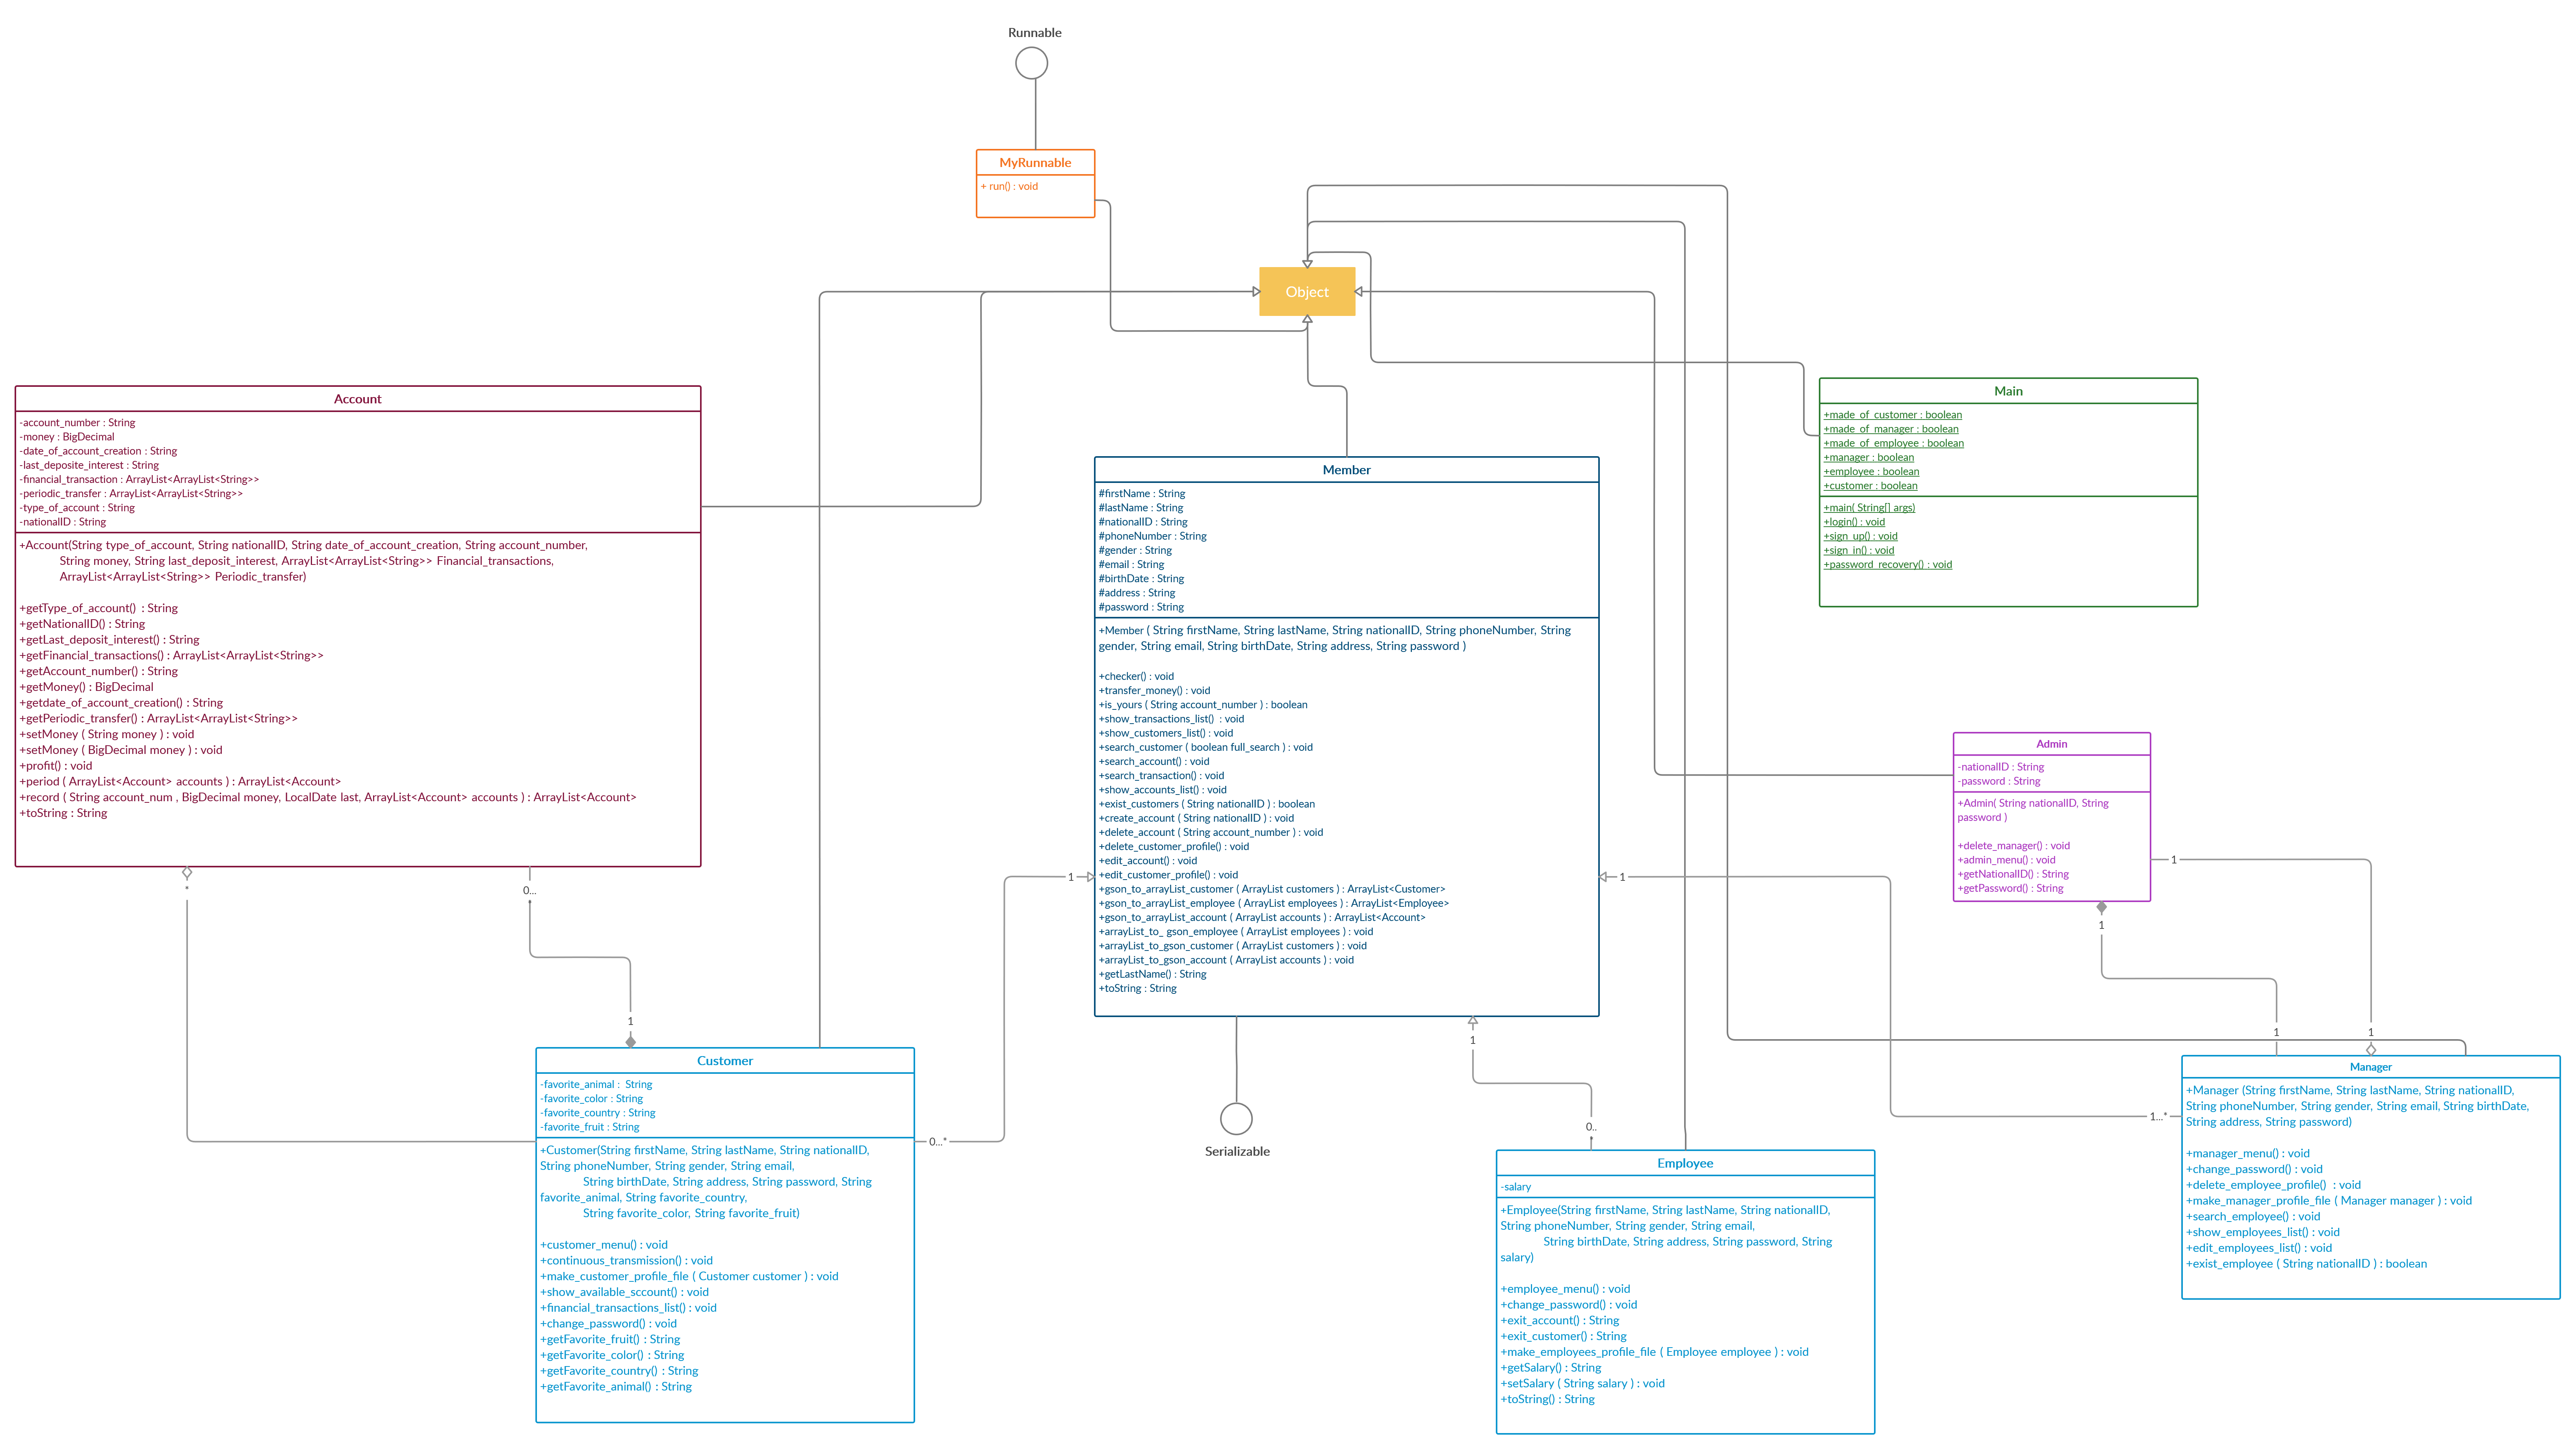 Runnable
MyRunnable
+ run() : void
Object
Account
-account_number : String
-money : BigDecimal
-date_of_account_creation : String
-last_deposite_interest : String
-financial_transaction : ArrayList<ArrayList<String>>
-periodic_transfer : ArrayList<ArrayList<String>>
-type_of_account : String
-nationalID : String
+Account(String type_of_account, String nationalID, String date_of_account_creation, String account_number,
String money, String last_deposit_interest, ArrayList<ArrayList<String>> Financial_transactions,
ArrayList<ArrayList<String>> Periodic_transfer)
+getType_of_account() : String
+getNationalID() : String
+getLast_deposit_interest() : String
+getFinancial_transactions() : ArrayList<ArrayList<String>>
+getAccount_number() : String
+getMoney() : BigDecimal
+getdate_of_account_creation() : String
+getPeriodic_transfer() : ArrayList<ArrayList<String>>
+setMoney ( String money ) : void
+setMoney ( BigDecimal money ) : void
+profit() : void
+period ( ArrayList<Account> accounts ) : ArrayList<Account>
+record ( String account_num , BigDecimal money, LocalDate last, ArrayList<Account> accounts ) : ArrayList<Account>
+toString : String
*
0...
*
1
Member
#firstName : String
#lastName : String
#nationalID : String
#phoneNumber : String
#gender : String
#email : String
#birthDate : String
#address : String
#password : String
+Member ( String firstName, String lastName, String nationalID, String phoneNumber, String
gender, String email, String birthDate, String address, String password )
+checker() : void
+transfer_money() : void
+is_yours ( String account_number ) : boolean
+show_transactions_list() : void
+show_customers_list() : void
+search_customer ( boolean full_search ) : void
+search_account() : void
+search_transaction() : void
+show_accounts_list() : void
+exist_customers ( String nationalID ) : boolean
+create_account ( String nationalID ) : void
+delete_account ( String account_number ) : void
+delete_customer_profile() : void
+edit_account() : void
+edit_customer_profile() : void
+gson_to_arrayList_customer ( ArrayList customers ) : ArrayList<Customer>
+gson_to_arrayList_employee ( ArrayList employees ) : ArrayList<Employee>
+gson_to_arrayList_account ( ArrayList accounts ) : ArrayList<Account>
+arrayList_to_ gson_employee ( ArrayList employees ) : void
+arrayList_to_gson_customer ( ArrayList customers ) : void
+arrayList_to_gson_account ( ArrayList accounts ) : void
+getLastName() : String
+toString : String
1
1
1
0..
*
Serializable
Main
+made_of_customer : boolean
+made_of_manager : boolean
+made_of_employee : boolean
+manager : boolean
+employee : boolean
+customer : boolean
+main( String[] args)
+login() : void
+sign_up() : void
+sign_in() : void
+password_recovery() : void
Admin
-nationalID : String
-password : String
+Admin( String nationalID, String
password )
+delete_manager() : void
+admin_menu() : void
+getNationalID() : String
+getPassword() : String
1
1
1
1
Customer
-favorite_animal : String
-favorite_color : String
-favorite_country : String
-favorite_fruit : String
+Customer(String firstName, String lastName, String nationalID,
String phoneNumber, String gender, String email,
String birthDate, String address, String password, String
favorite_animal, String favorite_country,
String favorite_color, String favorite_fruit)
+customer_menu() : void
+continuous_transmission() : void
+make_customer_profile_file ( Customer customer ) : void
+show_available_sccount() : void
+financial_transactions_list() : void
+change_password() : void
+getFavorite_fruit() : String
+getFavorite_color() : String
+getFavorite_country() : String
+getFavorite_animal() : String
0...*
Employee
-salary
+Employee(String firstName, String lastName, String nationalID,
String phoneNumber, String gender, String email,
String birthDate, String address, String password, String
salary)
+employee_menu() : void
+change_password() : void
+exit_account() : String
+exit_customer() : String
+make_employees_profile_file ( Employee employee ) : void
+getSalary() : String
+setSalary ( String salary ) : void
+toString() : String
1...*
Manager
+Manager (String firstName, String lastName, String nationalID,
String phoneNumber, String gender, String email, String birthDate,
String address, String password)
+manager_menu() : void
+change_password() : void
+delete_employee_profile() : void
+make_manager_profile_file ( Manager manager ) : void
+search_employee() : void
+show_employees_list() : void
+edit_employees_list() : void
+exist_employee ( String nationalID ) : boolean